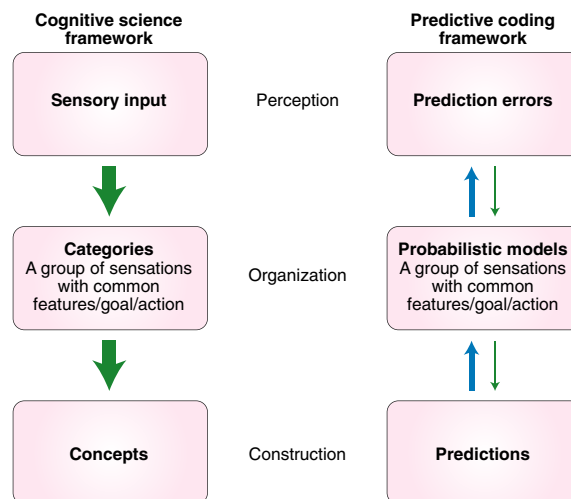 Cognitive science
framework
Predictive coding
framework
Sensory input
Perception
Prediction errors
Categories
A group of sensations
with common
features/goal/action
Organization
Probabilistic models
A group of sensations
with common
features/goal/action
Concepts
Construction
Predictions